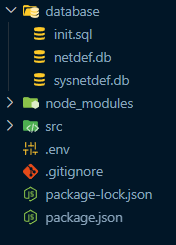 database
init.sql
netdef.db
sysnetdef.db
node_modules
src
.env
.gitignore
package-lock.json
package.json